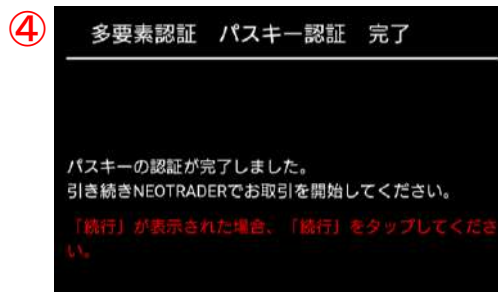 ④
多要素認証 パスキー認証 完了
パスキーの認証が完了しました。
引き続きNEOTRADERでお取引を開始してください。
「続行」が表示された場合、「続行」をタップしてくださ
い。